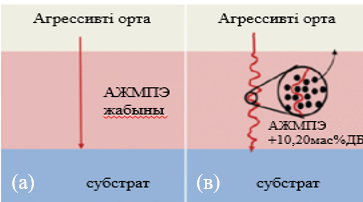 Агрессивті орта
АЖМПЭ
жабыны
(а)
субстрат
Агрессивті орта
АЖМПЭ
+10,20мас%ДБ
(в)
субстрат